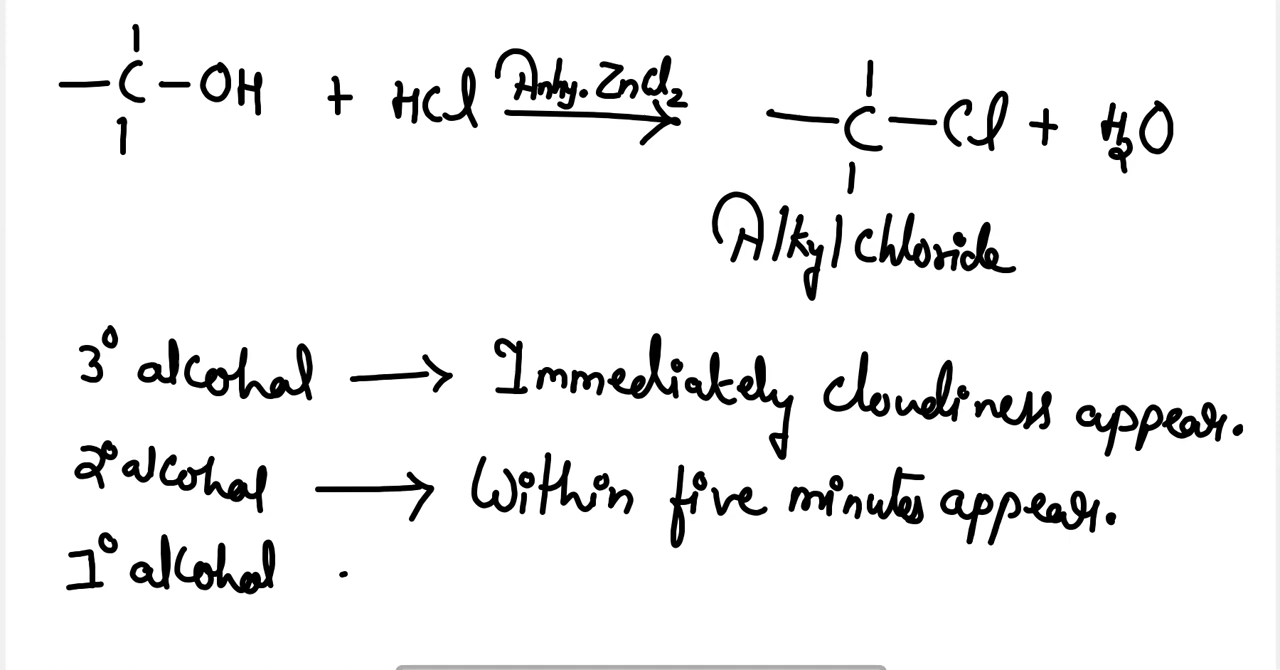 —C—OH + HCl Anhy. ZnCl2 → —C—Cl + H2O
Alkyl chloride
3° alcohal → Immediately cloudiness appear.
2° alcohal → Within five minutes appear.
1° alcohal .